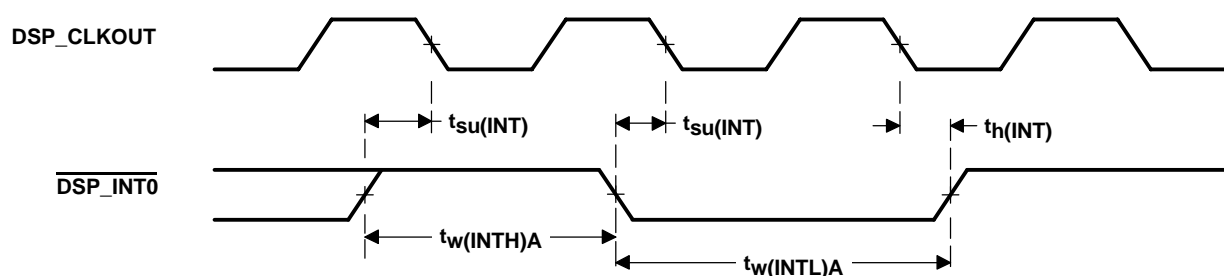 DSP_CLKOUT
tsu(INT) tsu(INT) th(INT)
DSP_INT0
tw(INTH)A
tw(INTL)A